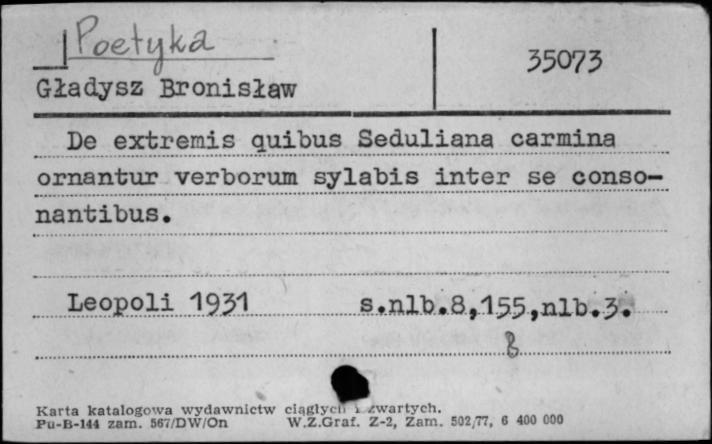 Poetyka
35073
Gładysz Bronisław
De extremis quibus Seduliana carmina
ornantur verborum sylabis inter se conso-
nantibus.
Leopoli 1931 s.nlb.8,155,nlb.3.
B
Karta katalogowa wydawnictw ciągłych i zwartych.
Pu-B-144 zam. 567/DW/On W.Z.Graf. Z-2, Zam. 502/77, 6 400 000